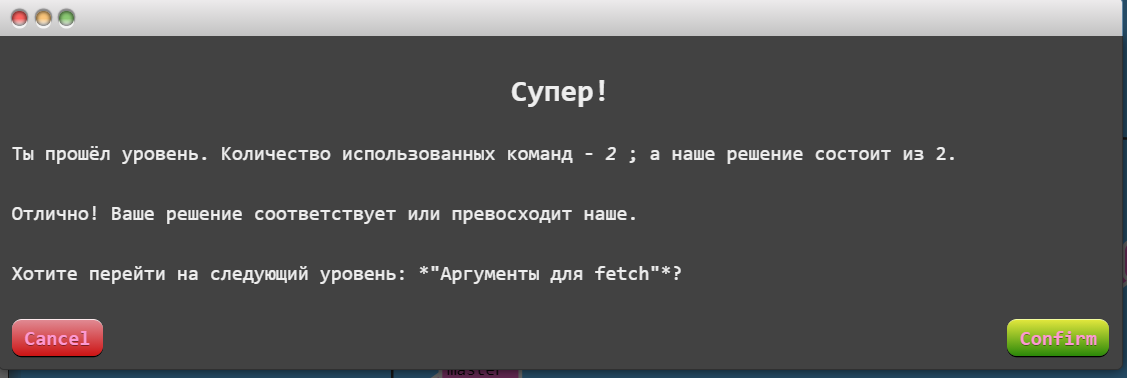 Супер!
Ты прошёл уровень. Количество использованных команд - 2 ; а наше решение состоит из 2.
Отлично! Ваше решение соответствует или превосходит наше.
Хотите перейти на следующий уровень: *"Аргументы для fetch"*?
Cancel
Confirm
master